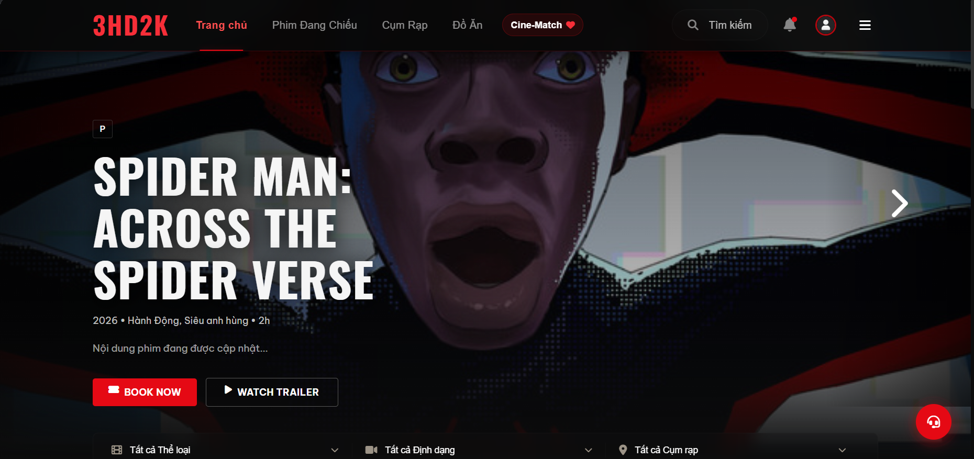 3HD2K
Trang chủ
Phim Đang Chiếu
Cụm Rạp
Đồ Ăn
Cine-Match
Tìm kiếm
P
SPIDER MAN:
ACROSS THE
SPIDER VERSE
2026 • Hành Động, Siêu anh hùng • 2h
Nội dung phim đang được cập nhật...
BOOK NOW
WATCH TRAILER
Tất cả Thể loại
Tất cả Định dạng
Tất cả Cụm rạp